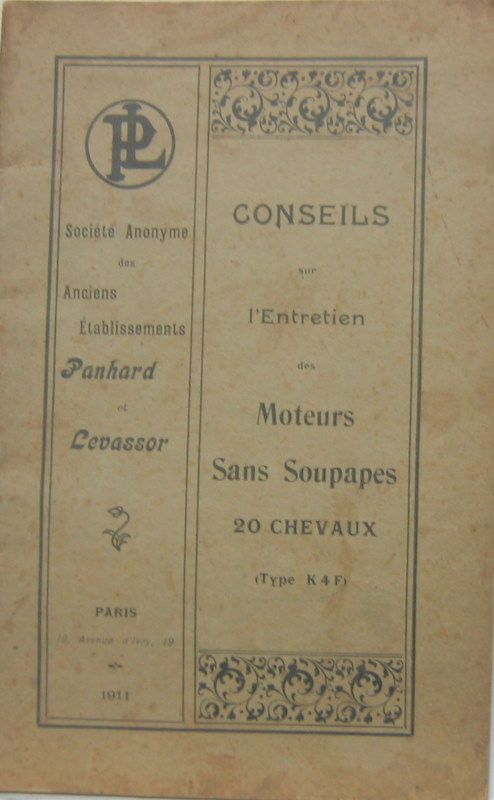 PL
Société Anonyme
des
Anciens
Établissements
Panhard
et
Levassor
PARIS
19, Avenue d'Ivry, 19
1911
CONSEILS
sur
l'Entretien
des
Moteurs
Sans Soupapes
20 CHEVAUX
(Type K4F)